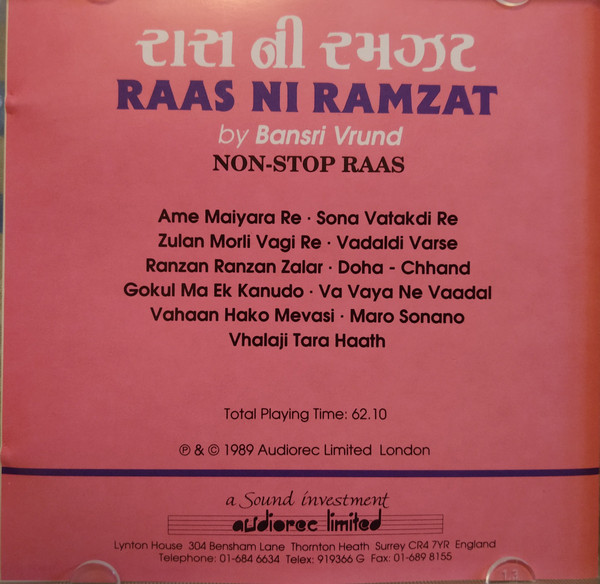 રાસ ની રમઝટ
RAAS NI RAMZAT
by Bansri Vrund
NON-STOP RAAS
Ame Maiyara Re · Sona Vatakdi Re
Zulan Morli Vagi Re · Vadaldi Varse
Ranzan Ranzan Zalar · Doha - Chhand
Gokul Ma Ek Kanudo · Va Vaya Ne Vaadal
Vahaan Hako Mevasi · Maro Sonano
Vhalaji Tara Haath
Total Playing Time: 62.10
℗ & © 1989 Audiorec Limited London
a Sound investment
audiorec limited
Lynton House 304 Bensham Lane Thornton Heath Surrey CR4 7YR England
Telephone: 01-684 6634 Telex: 919366 G Fax: 01-689 8155